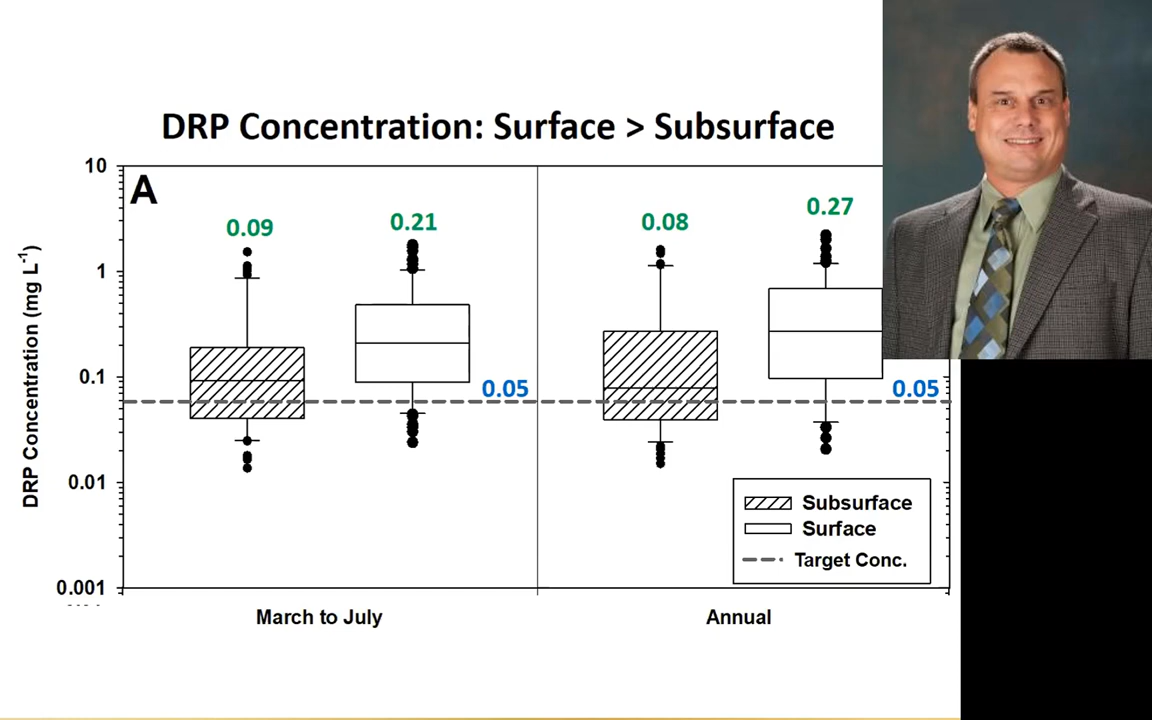 DRP Concentration: Surface > Subsurface
A
10
1
0.1
0.01
0.001
DRP Concentration (mg L-1)
0.09
0.21
0.08
0.27
0.05
0.05
Subsurface
Surface
Target Conc.
March to July
Annual